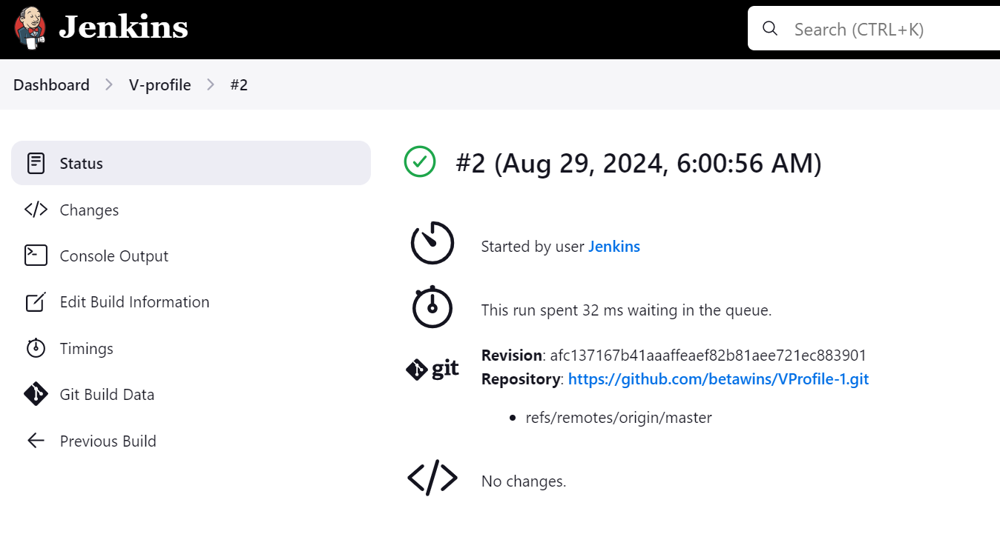 Jenkins
Search (CTRL+K)
Dashboard
V-profile
#2
Status
Changes
Console Output
Edit Build Information
Timings
Git Build Data
Previous Build
#2 (Aug 29, 2024, 6:00:56 AM)
Started by user Jenkins
This run spent 32 ms waiting in the queue.
git
Revision: afc137167b41aaaffeaef82b81aee721ec883901
Repository: https://github.com/betawins/VProfile-1.git
refs/remotes/origin/master
No changes.